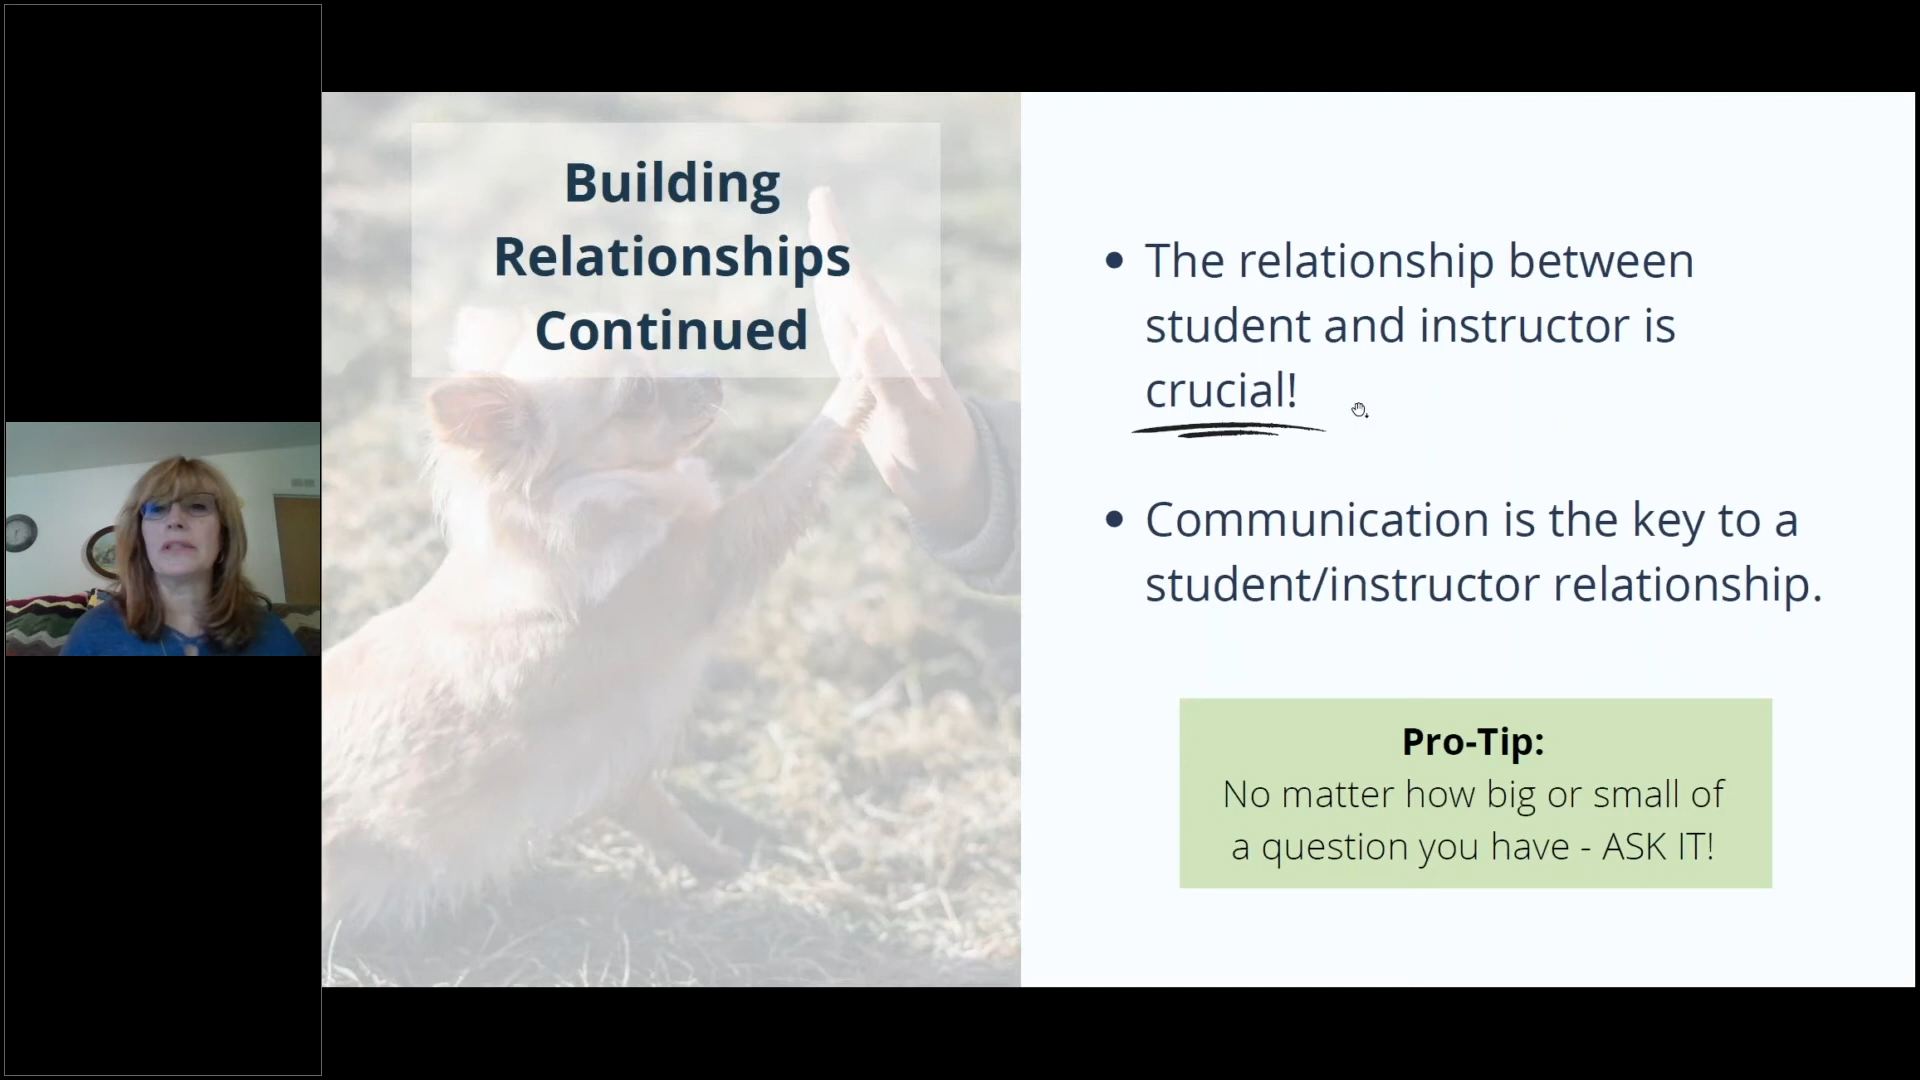 Building
Relationships
Continued
• The relationship between
student and instructor is
crucial!
• Communication is the key to a
student/instructor relationship.
Pro-Tip:
No matter how big or small of
a question you have - ASK IT!